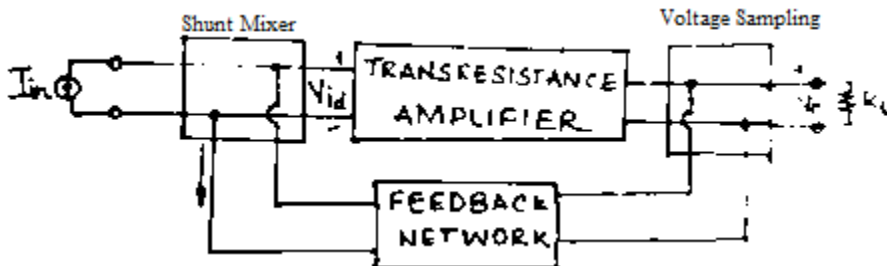 Shunt Mixer
Voltage Sampling
Iin
Vid
TRANSRESISTANCE
AMPLIFIER
FEEDBACK
NETWORK